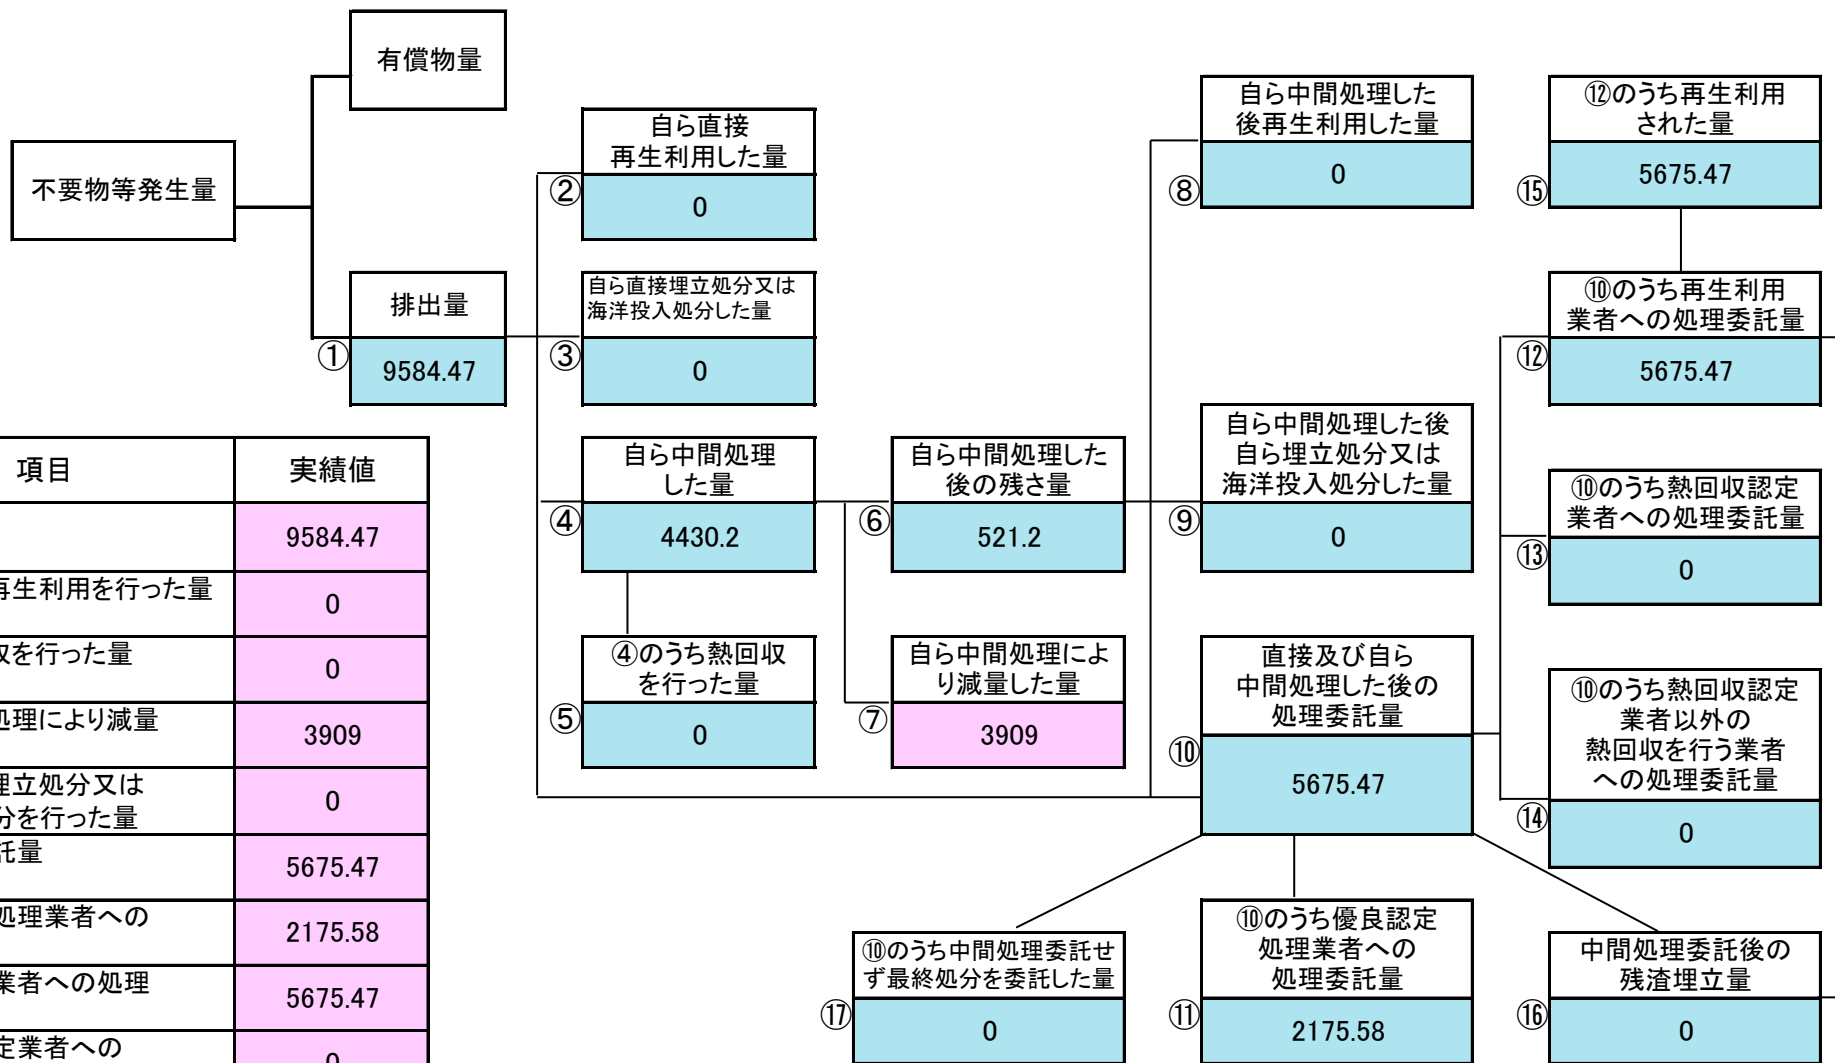 有償物量
不要物等発生量
排出量
①
9584.47
自ら直接
再生利用した量
②
0
自ら直接埋立処分又は
海洋投入処分した量
③
0
自ら中間処理
した量
④
4430.2
④のうち熱回収
を行った量
⑤
0
自ら中間処理した
後の残さ量
⑥
521.2
自ら中間処理によ
り減量した量
⑦
3909
自ら中間処理した
後再生利用した量
⑧
0
自ら中間処理した後
自ら埋立処分又は
海洋投入処分した量
⑨
0
直接及び自ら
中間処理した後の
処理委託量
⑩
5675.47
⑫のうち再生利用
された量
⑮
5675.47
⑩のうち再生利用
業者への処理委託量
⑫
5675.47
⑩のうち熱回収認定
業者への処理委託量
⑬
0
⑩のうち熱回収認定
業者以外の
熱回収を行う業者
への処理委託量
⑭
0
⑩のうち中間処理委託せ
ず最終処分を委託した量
⑰
0
⑩のうち優良認定
処理業者への
処理委託量
⑪
2175.58
中間処理委託後の
残渣埋立量
⑯
0
項目
実績値
9584.47
再生利用を行った量
0
を行った量
0
処理により減量
3909
埋立処分又は
分を行った量
0
託量
5675.47
処理業者への
2175.58
業者への処理
5675.47
定業者への
0